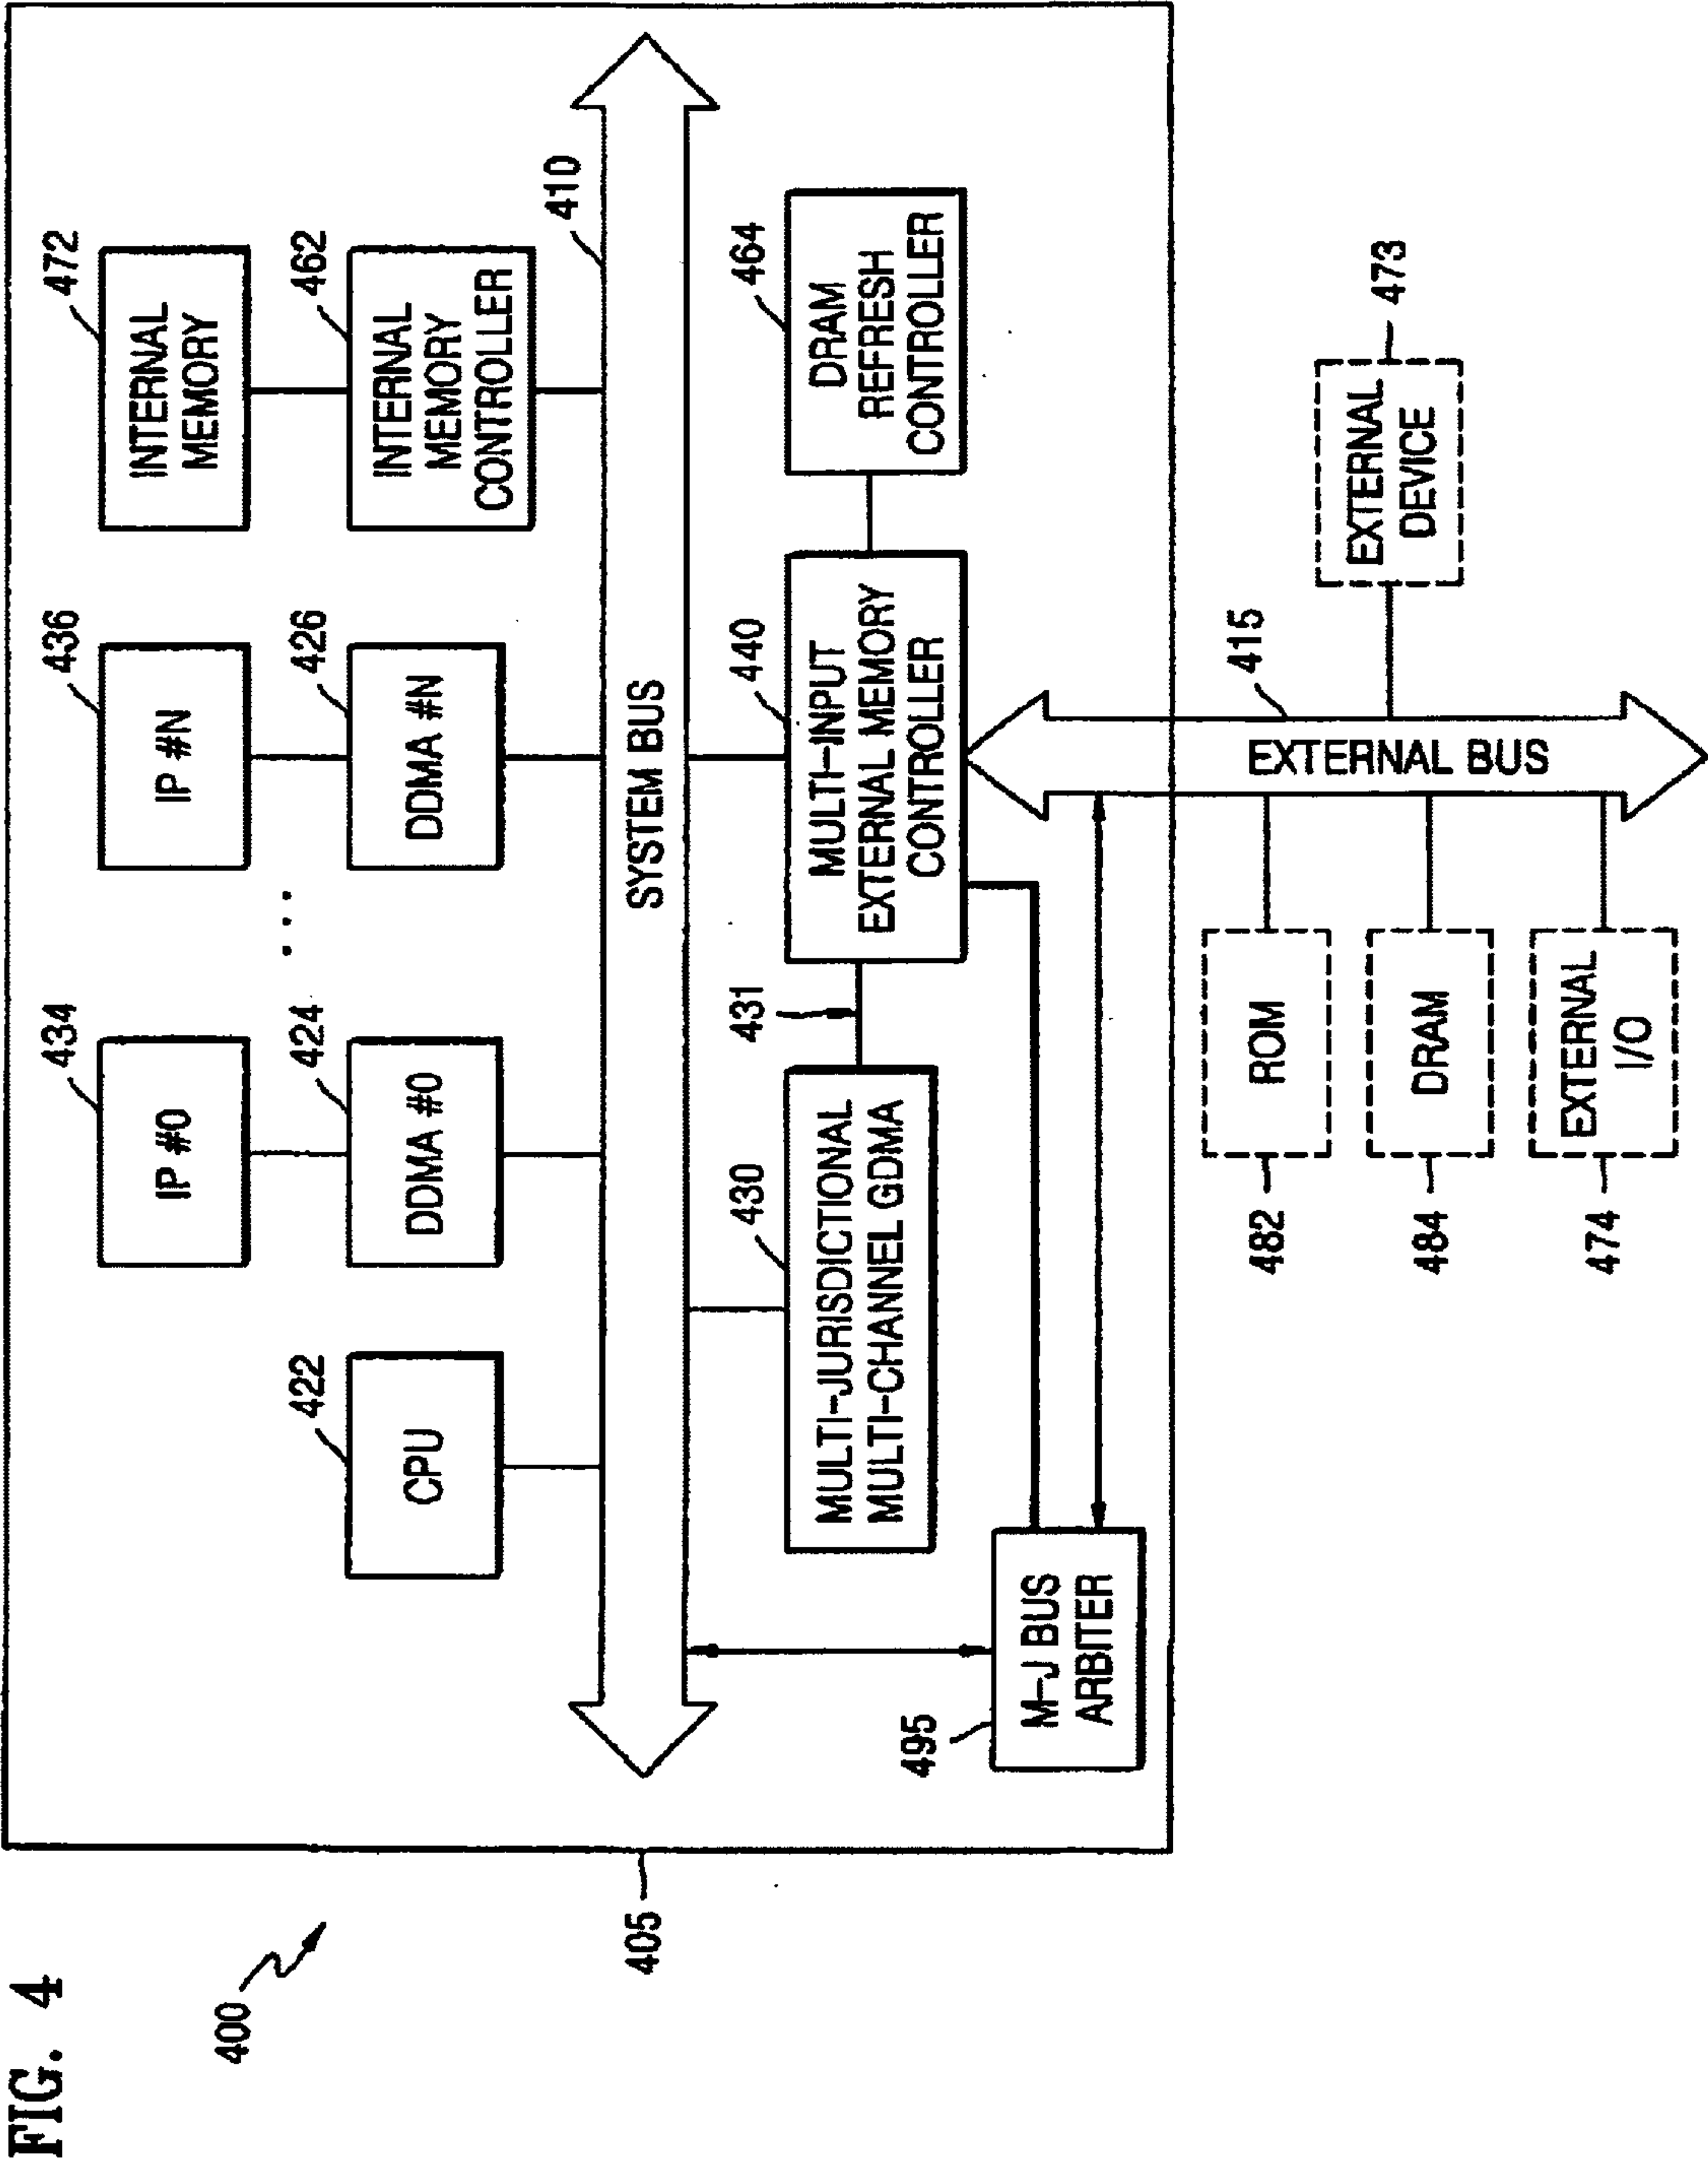 FIG. 4
400
405
434
IP #0
436
IP #N
472
INTERNAL
MEMORY
422
CPU
424
DDMA #0
...
426
DDMA #N
462
INTERNAL
MEMORY
CONTROLLER
410
SYSTEM BUS
430
MULTI-JURISDICTIONAL
MULTI-CHANNEL GDMA
431
440
MULTI-INPUT
EXTERNAL MEMORY
CONTROLLER
464
DRAM
REFRESH
CONTROLLER
495
M-J BUS
ARBITER
415
EXTERNAL BUS
482
ROM
484
DRAM
474
EXTERNAL
I/O
EXTERNAL
DEVICE
473